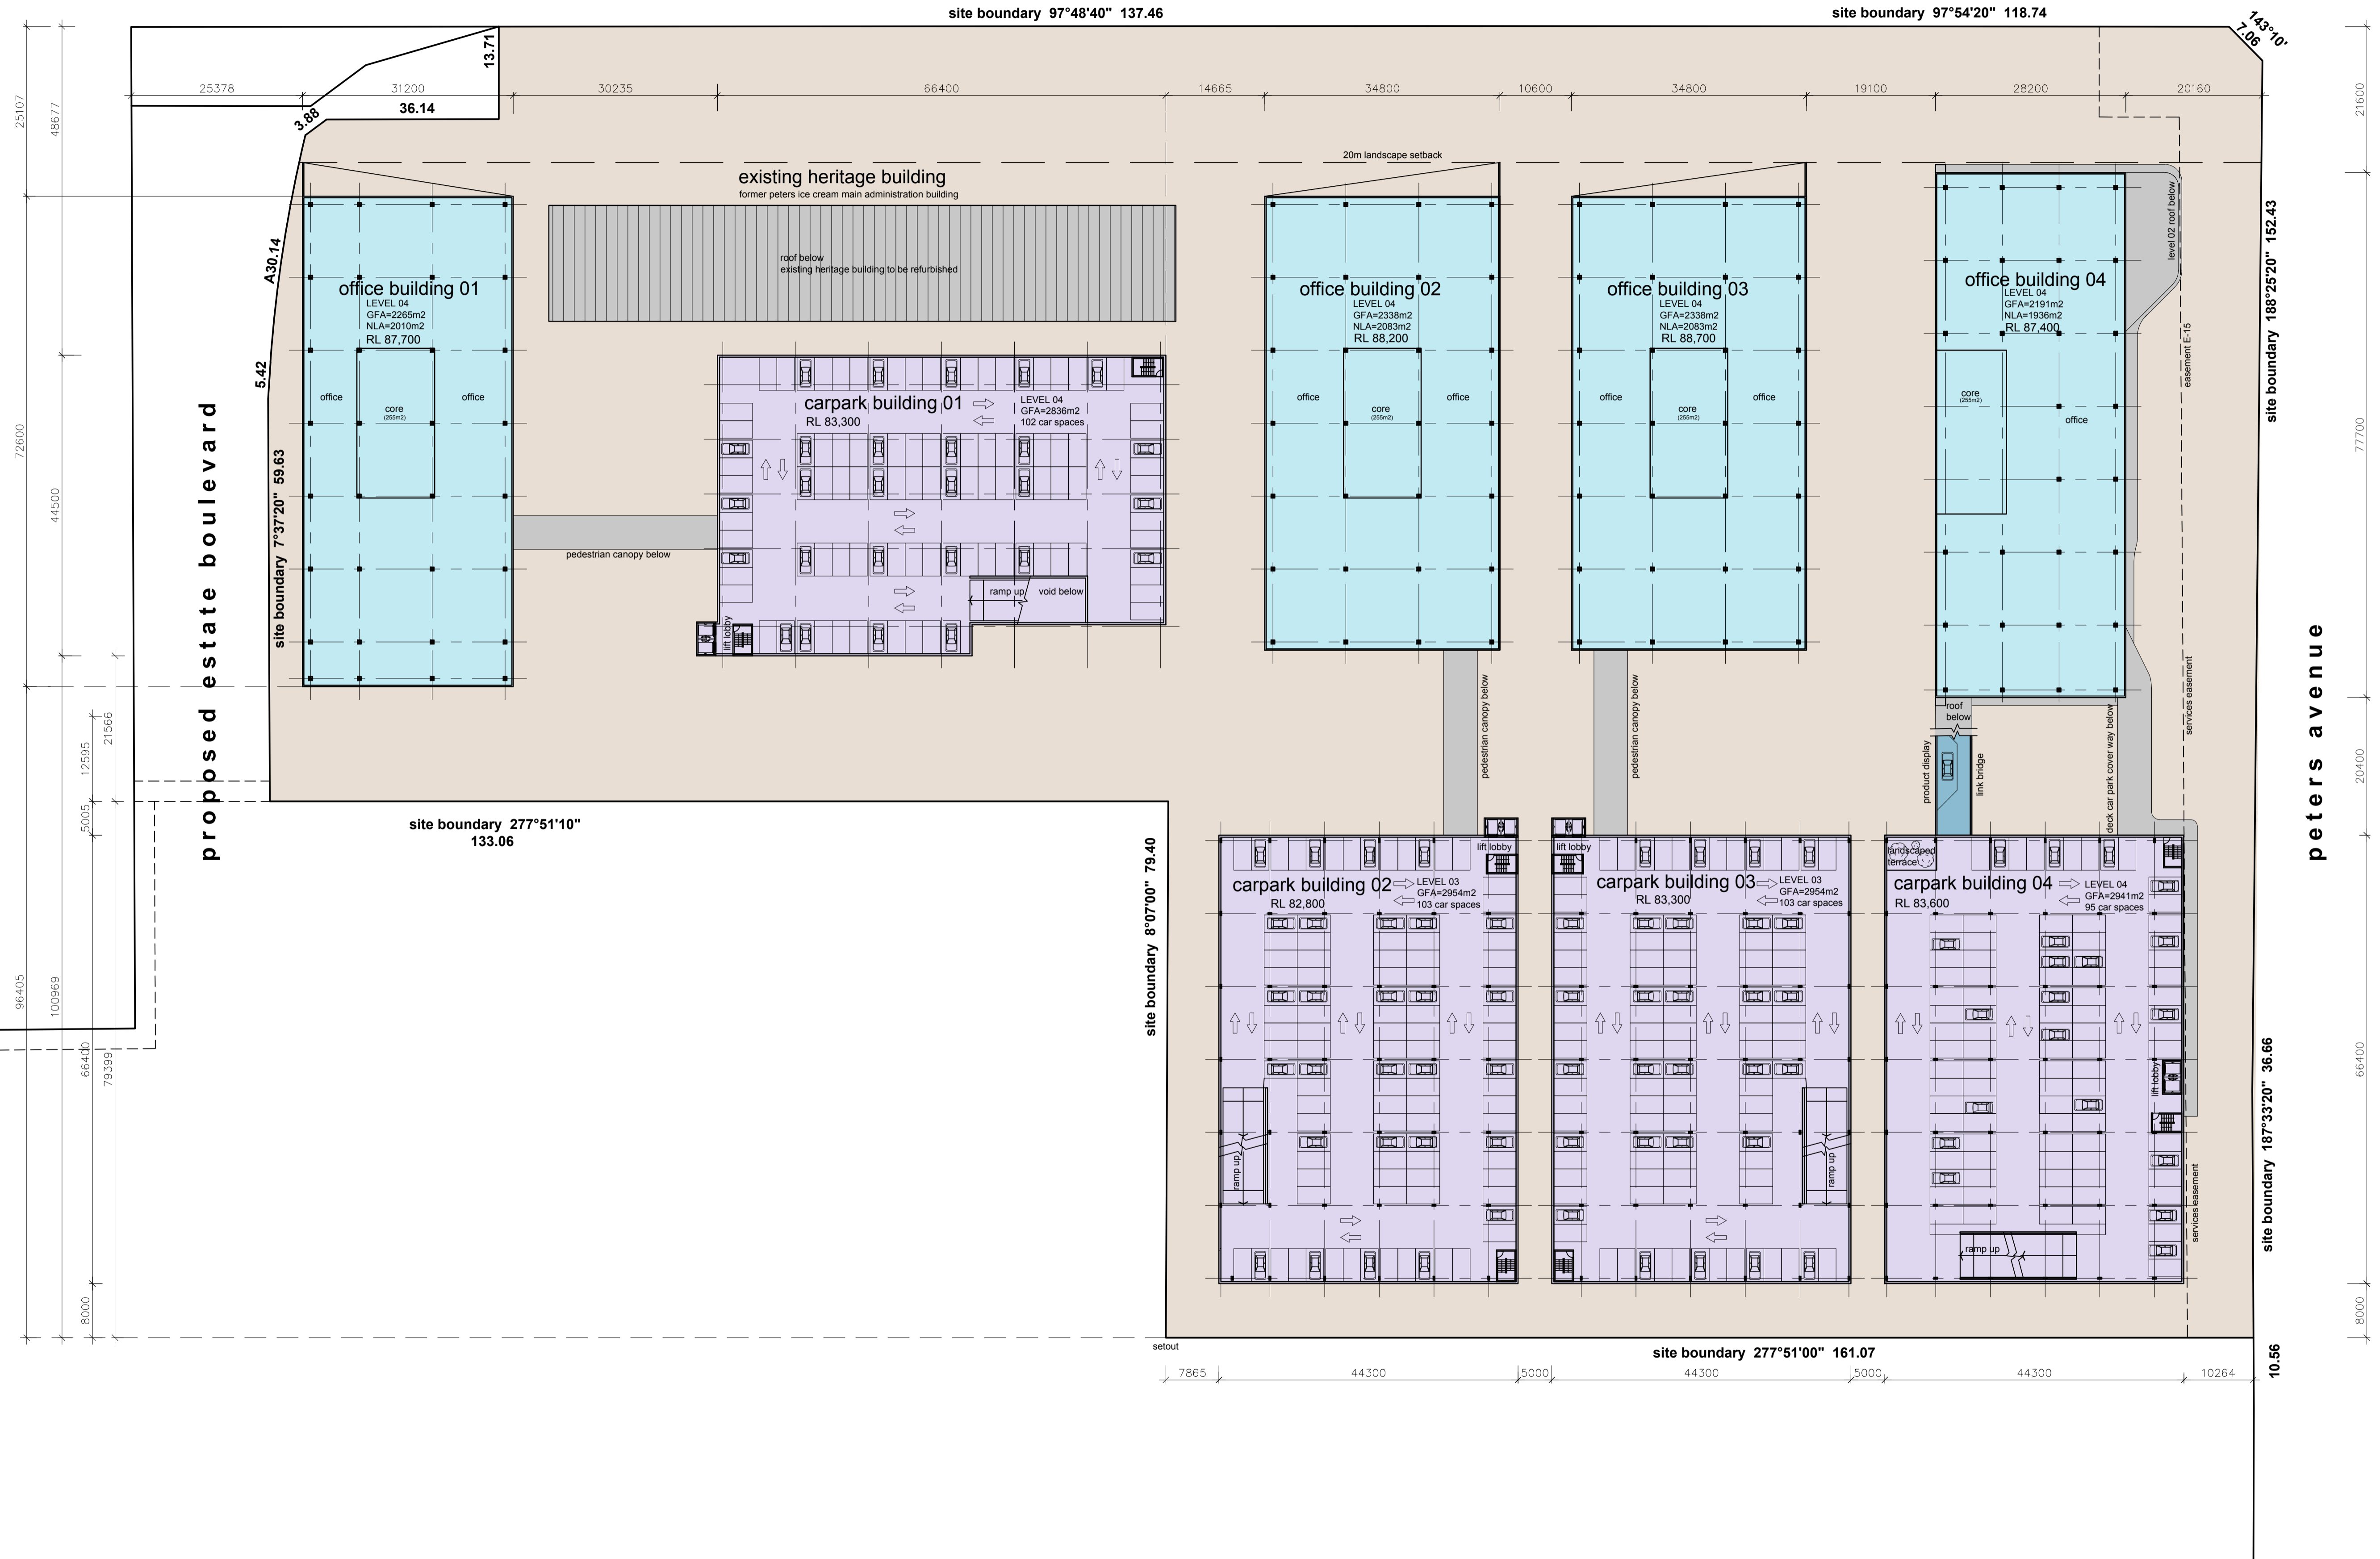 site boundary 97°48'40" 137.46
site boundary 97°54'20" 118.74
143°10'
7.06
13.71
25378
31200
30235
66400
14665
34800
10600
34800
19100
28200
20160
36.14
3.88
25107
48677
21600
20m landscape setback
existing heritage building
former peters ice cream main administration building
roof below
existing heritage building to be refurbished
level 02 roof below
A30.14
5.42
office building 01
LEVEL 04
GFA=2265m2
NLA=2010m2
RL 87,700
office
core
(255m2)
office
office building 02
LEVEL 04
GFA=2338m2
NLA=2083m2
RL 88,200
office
core
(255m2)
office
office building 03
LEVEL 04
GFA=2338m2
NLA=2083m2
RL 88,700
office
core
(255m2)
office
office building 04
LEVEL 04
GFA=2191m2
NLA=1936m2
RL 87,400
core
(255m2)
office
easement E-15
site boundary 188°25'20" 152.43
carpark building 01
RL 83,300
LEVEL 04
GFA=2836m2
102 car spaces
ramp up
void below
lift lobby
pedestrian canopy below
72600
44500
77700
proposed estate boulevard
site boundary 7°37'20" 59.63
peters avenue
services easement
pedestrian canopy below
pedestrian canopy below
roof
below
product display
link bridge
deck car park cover way below
21566
12595
5005
20400
site boundary 277°51'10"
133.06
site boundary 8°07'00" 79.40
lift lobby
carpark building 02
RL 82,800
LEVEL 03
GFA=2954m2
103 car spaces
ramp up
lift lobby
carpark building 03
RL 83,300
LEVEL 03
GFA=2954m2
103 car spaces
ramp up
landscaped
terrace
carpark building 04
RL 83,600
LEVEL 04
GFA=2941m2
95 car spaces
lift lobby
ramp up
services easement
96405
100969
66400
79399
8000
66400
8000
site boundary 187°33'20" 36.66
setout
site boundary 277°51'00" 161.07
10.56
7865
44300
5000
44300
5000
44300
10264